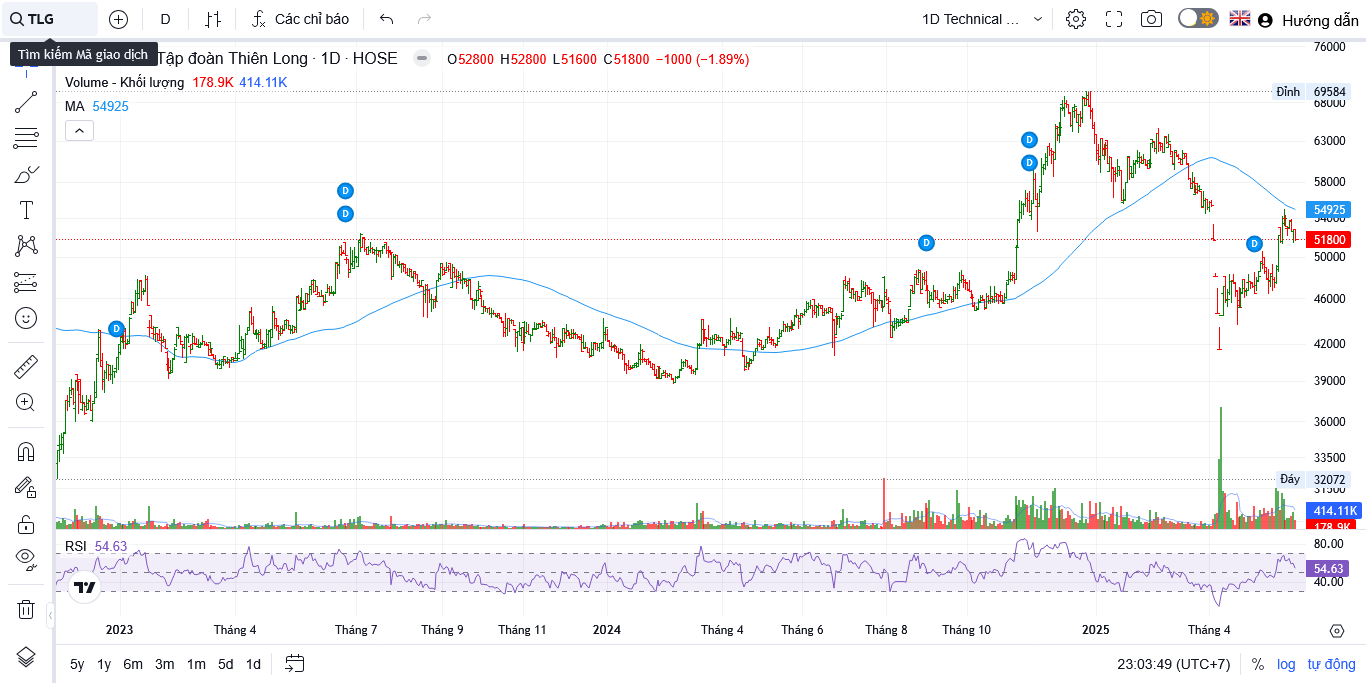 TLG
D
Các chỉ báo
1D Technical ...
Hướng dẫn
Tìm kiếm Mã giao dịch
Tập đoàn Thiên Long · 1D · HOSE
O52800 H52800 L51600 C51800 −1000 (−1.89%)
Volume - Khối lượng 178.9K 414.11K
MA 54925
76000
Đỉnh 69584
68000
63000
58000
54925
54000
51800
50000
46000
42000
39000
36000
33500
Đáy 32072
31500
414.11K
178.9K
D
D
D
D
D
D
D
RSI 54.63
80.00
54.63
40.00
2023
Tháng 4
Tháng 7
Tháng 9
Tháng 11
2024
Tháng 4
Tháng 6
Tháng 8
Tháng 10
2025
Tháng 4
5y 1y 6m 3m 1m 5d 1d
23:03:49 (UTC+7)
%
log
tự động